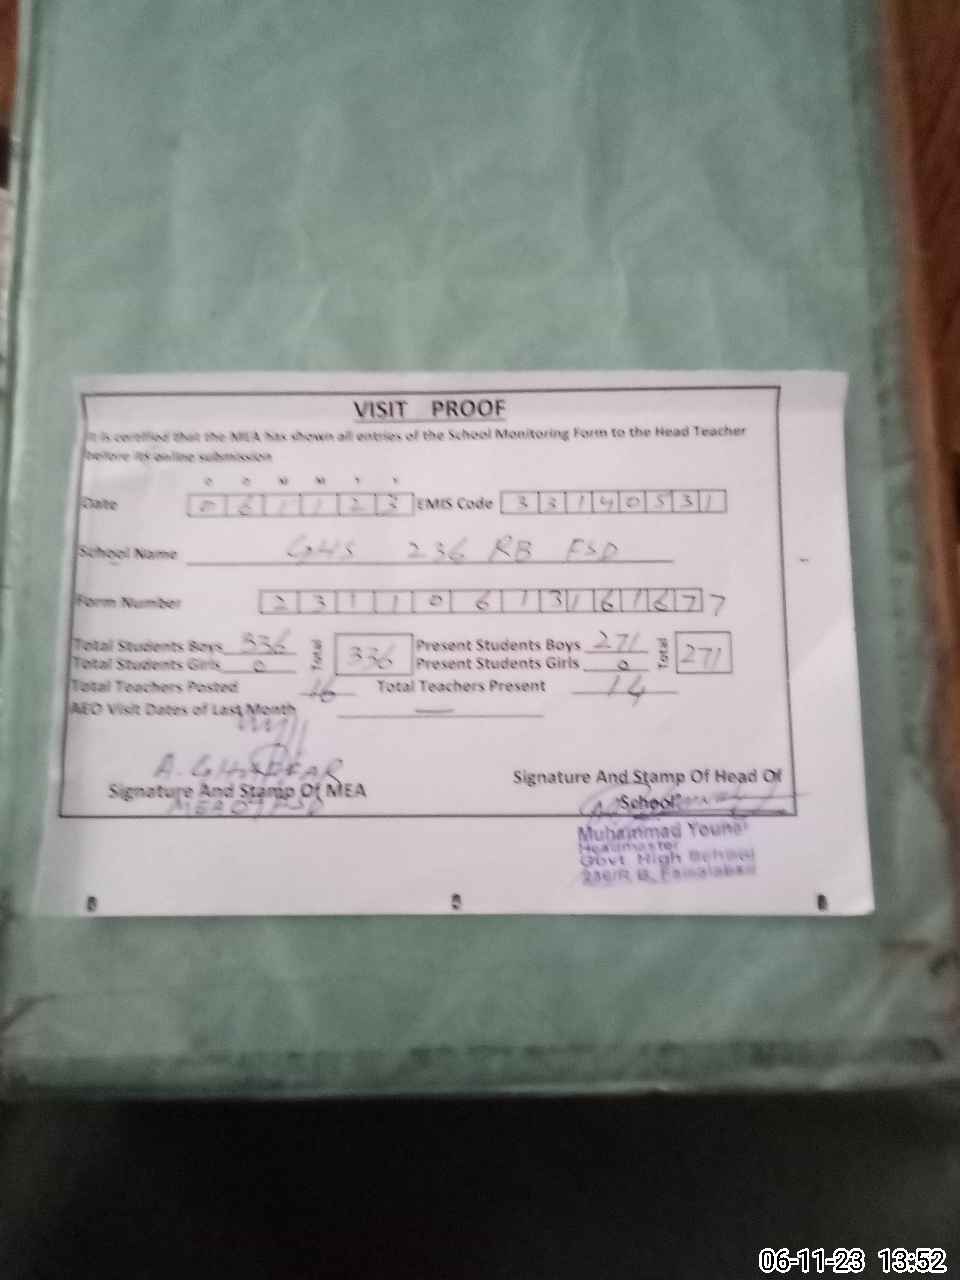 VISIT PROOF
It is certified that the MEA has shown all entries of the School Monitoring Form to the Head Teacher
before its online submission
D D M M Y Y
Date 0 6 1 1 2 3 EMIS Code 3 3 1 4 0 5 3 1
School Name GHS 236 RB FSD
Form Number 2 3 1 1 0 6 1 3 1 6 1 6 7 7
Total Students Boys 336 Total 336 Present Students Boys 271 Total 271
Total Students Girls 0 Present Students Girls 0
Total Teachers Posted 16 Total Teachers Present 14
AEO Visit Dates of Last Month —
A. GHAFFAR
Signature And Stamp Of MEA
Signature And Stamp Of Head Of
School
Muhammad Younas
Headmaster
Govt High School
236/R.B, Faisalabad
06-11-23 13:52